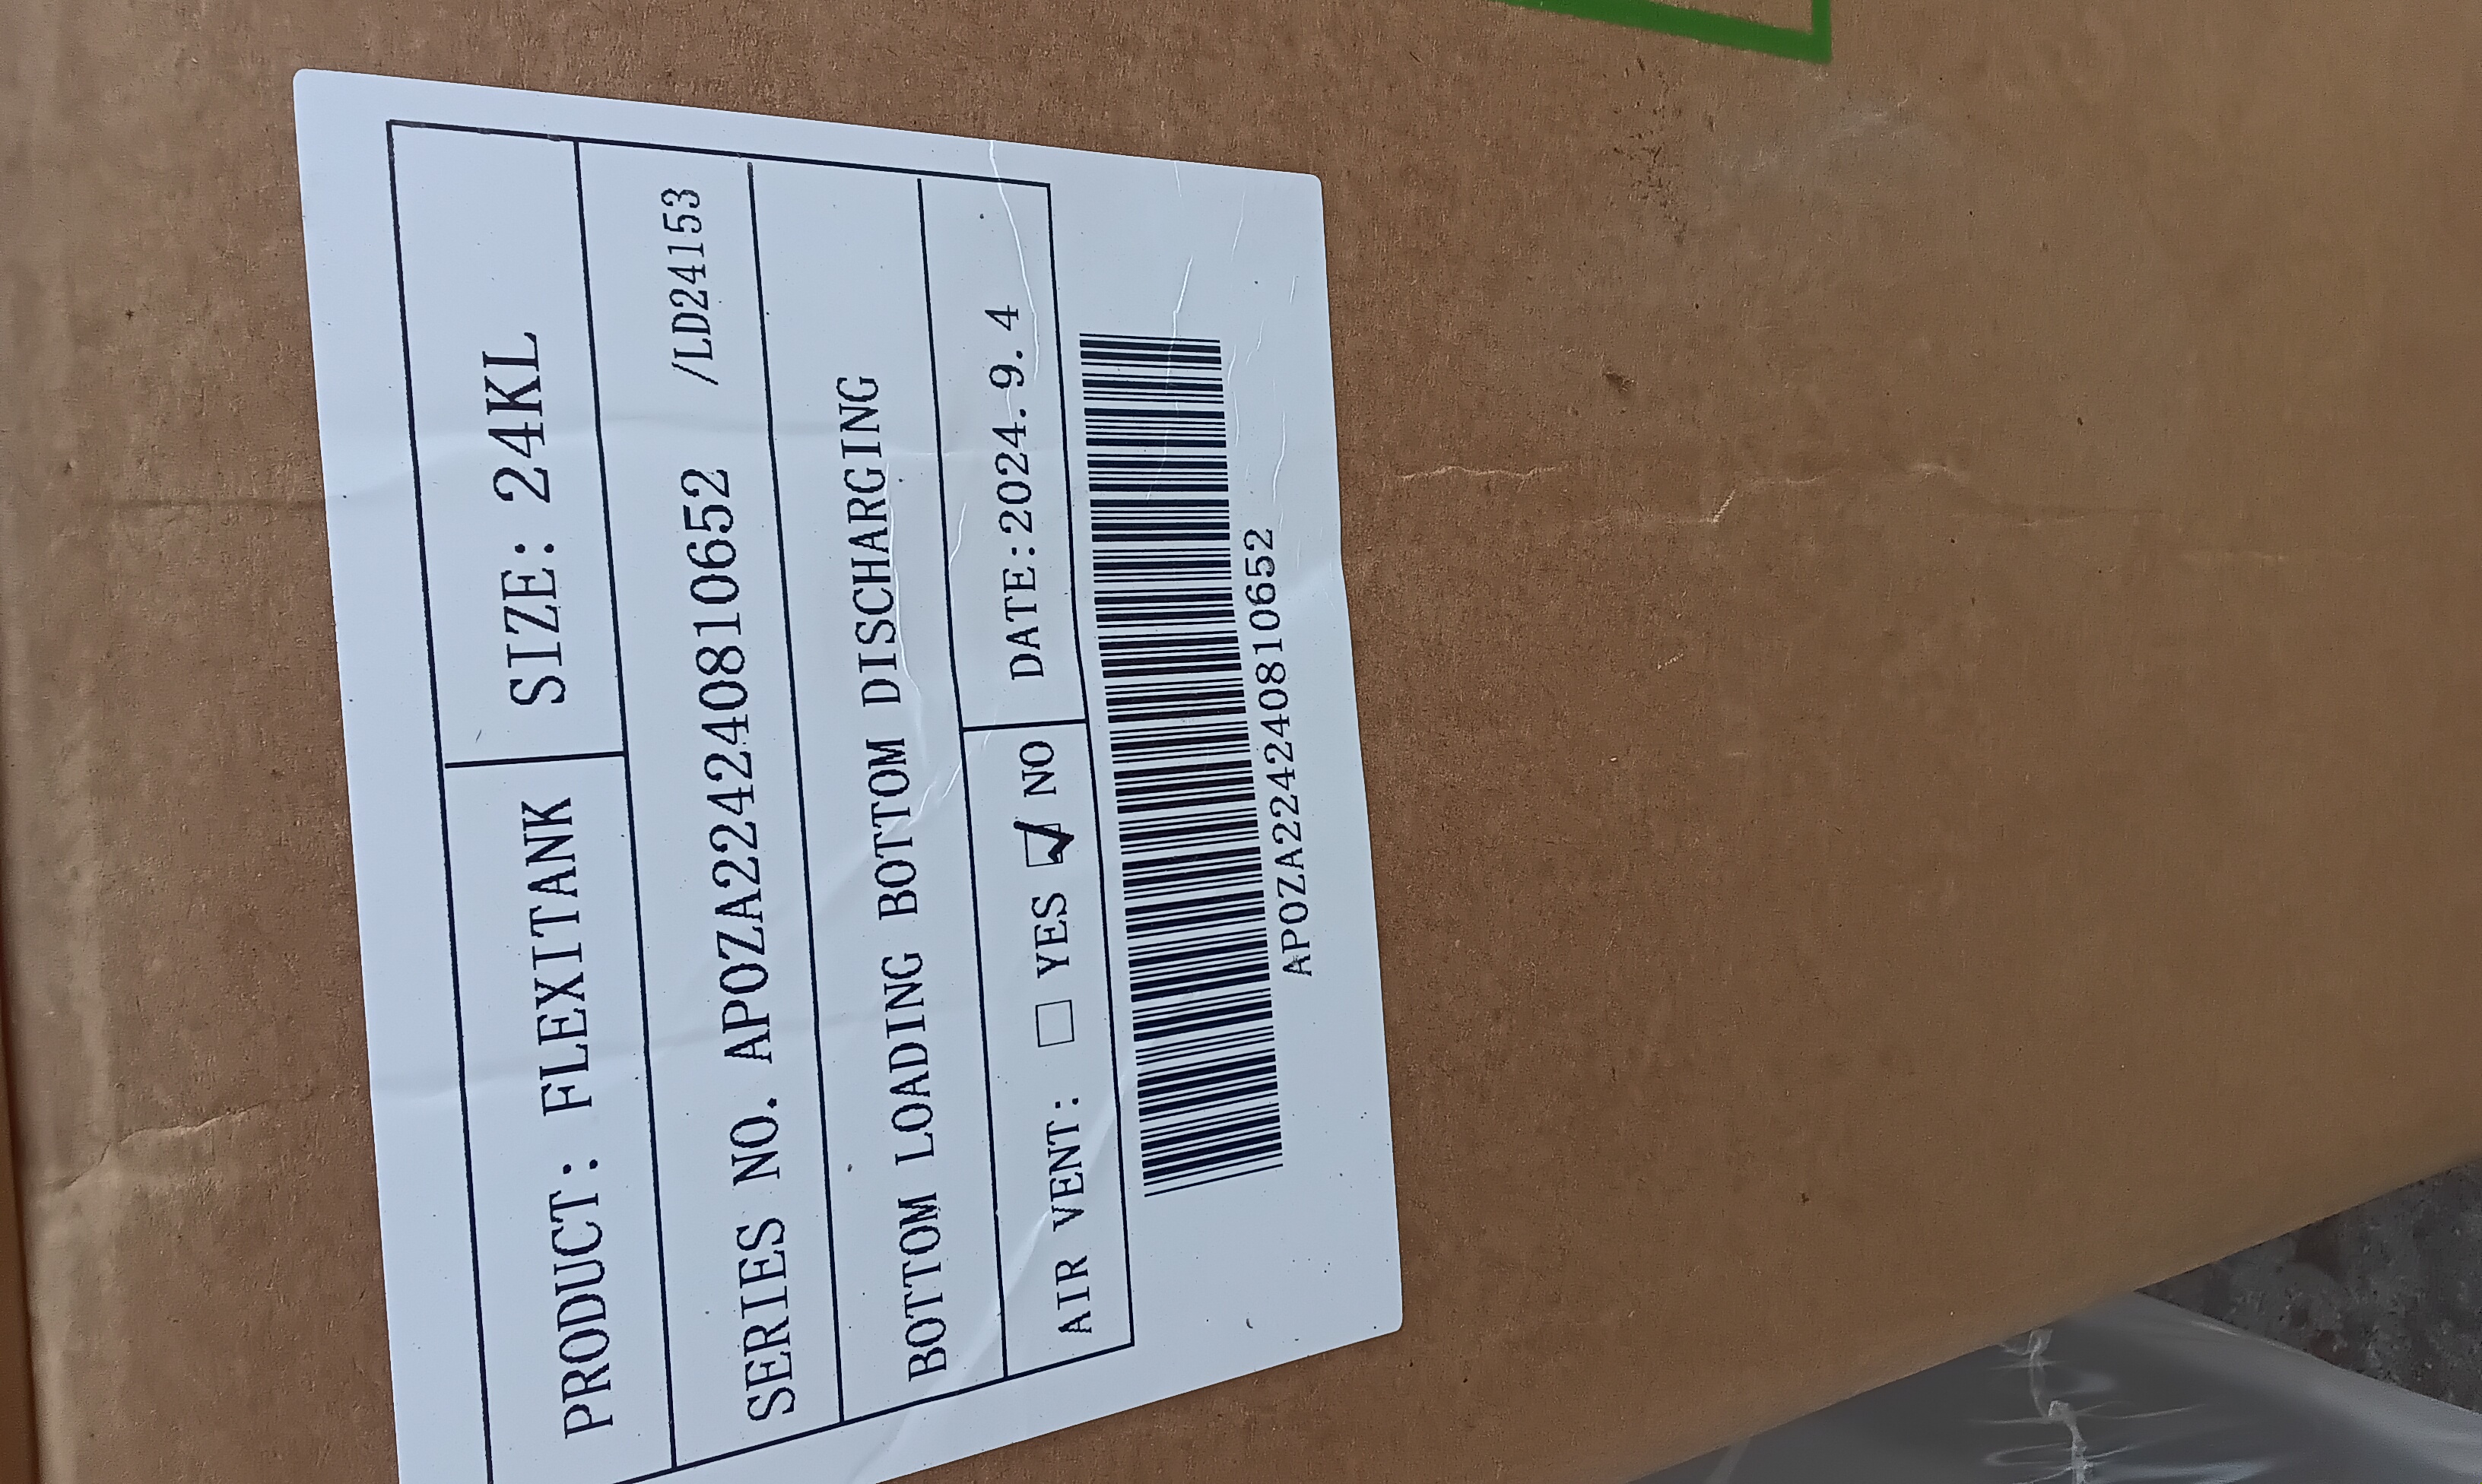 PRODUCT: FLEXITANK SIZE: 24KL
SERIES NO. APOZA224240810652 /LD24153
BOTTOM LOADING BOTTOM DISCHARGING
AIR VENT: ☐ YES ☑ NO DATE:2024. 9. 4
APOZA224240810652